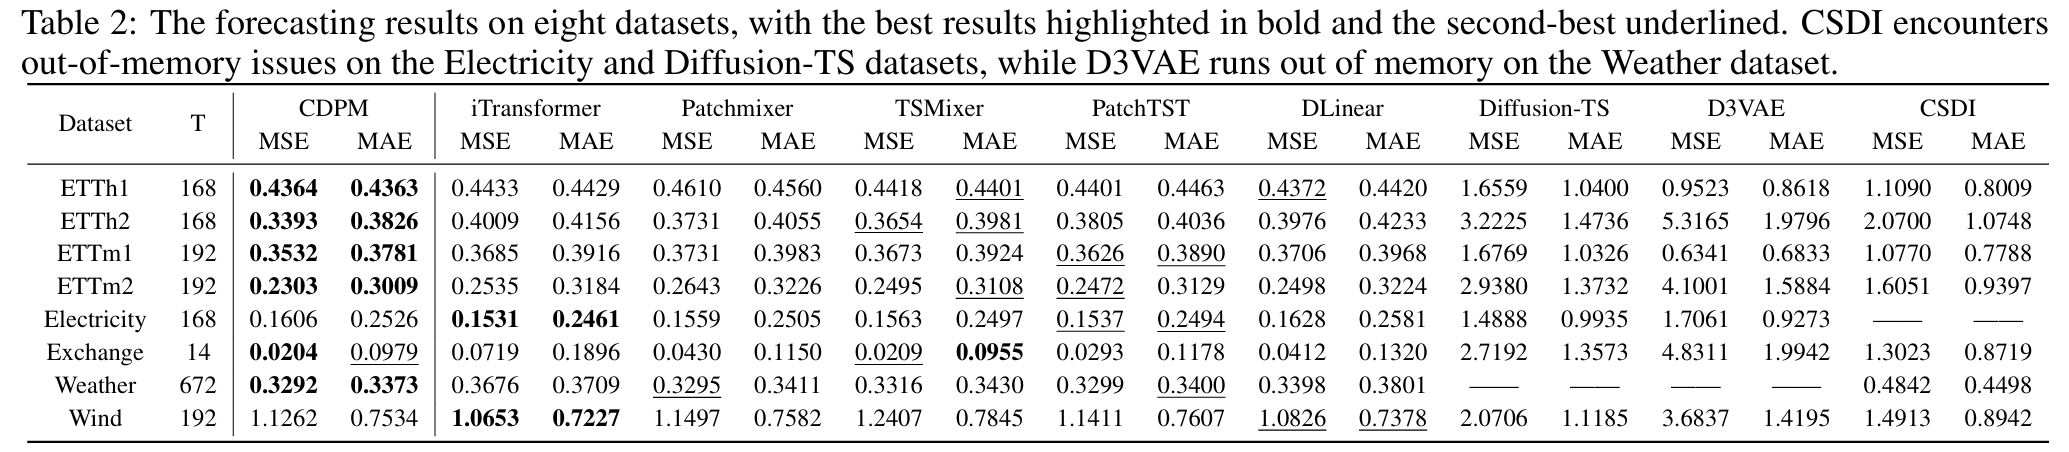 Table 2: The forecasting results on eight datasets, with the best results highlighted in bold and the second-best underlined. CSDI encounters
out-of-memory issues on the Electricity and Diffusion-TS datasets, while D3VAE runs out of memory on the Weather dataset.
Dataset T CDPM iTransformer Patchmixer TSMixer PatchTST DLinear Diffusion-TS D3VAE CSDI
MSE MAE MSE MAE MSE MAE MSE MAE MSE MAE MSE MAE MSE MAE MSE MAE MSE MAE
ETTh1 168 0.4364 0.4363 0.4433 0.4429 0.4610 0.4560 0.4418 0.4401 0.4401 0.4463 0.4372 0.4420 1.6559 1.0400 0.9523 0.8618 1.1090 0.8009
ETTh2 168 0.3393 0.3826 0.4009 0.4156 0.3731 0.4055 0.3654 0.3981 0.3805 0.4036 0.3976 0.4233 3.2225 1.4736 5.3165 1.9796 2.0700 1.0748
ETTm1 192 0.3532 0.3781 0.3685 0.3916 0.3731 0.3983 0.3673 0.3924 0.3626 0.3890 0.3706 0.3968 1.6769 1.0326 0.6341 0.6833 1.0770 0.7788
ETTm2 192 0.2303 0.3009 0.2535 0.3184 0.2643 0.3226 0.2495 0.3108 0.2472 0.3129 0.2498 0.3224 2.9380 1.3732 4.1001 1.5884 1.6051 0.9397
Electricity 168 0.1606 0.2526 0.1531 0.2461 0.1559 0.2505 0.1563 0.2497 0.1537 0.2494 0.1628 0.2581 1.4888 0.9935 1.7061 0.9273 —— ——
Exchange 14 0.0204 0.0979 0.0719 0.1896 0.0430 0.1150 0.0209 0.0955 0.0293 0.1178 0.0412 0.1320 2.7192 1.3573 4.8311 1.9942 1.3023 0.8719
Weather 672 0.3292 0.3373 0.3676 0.3709 0.3295 0.3411 0.3316 0.3430 0.3299 0.3400 0.3398 0.3801 —— —— —— —— 0.4842 0.4498
Wind 192 1.1262 0.7534 1.0653 0.7227 1.1497 0.7582 1.2407 0.7845 1.1411 0.7607 1.0826 0.7378 2.0706 1.1185 3.6837 1.4195 1.4913 0.8942